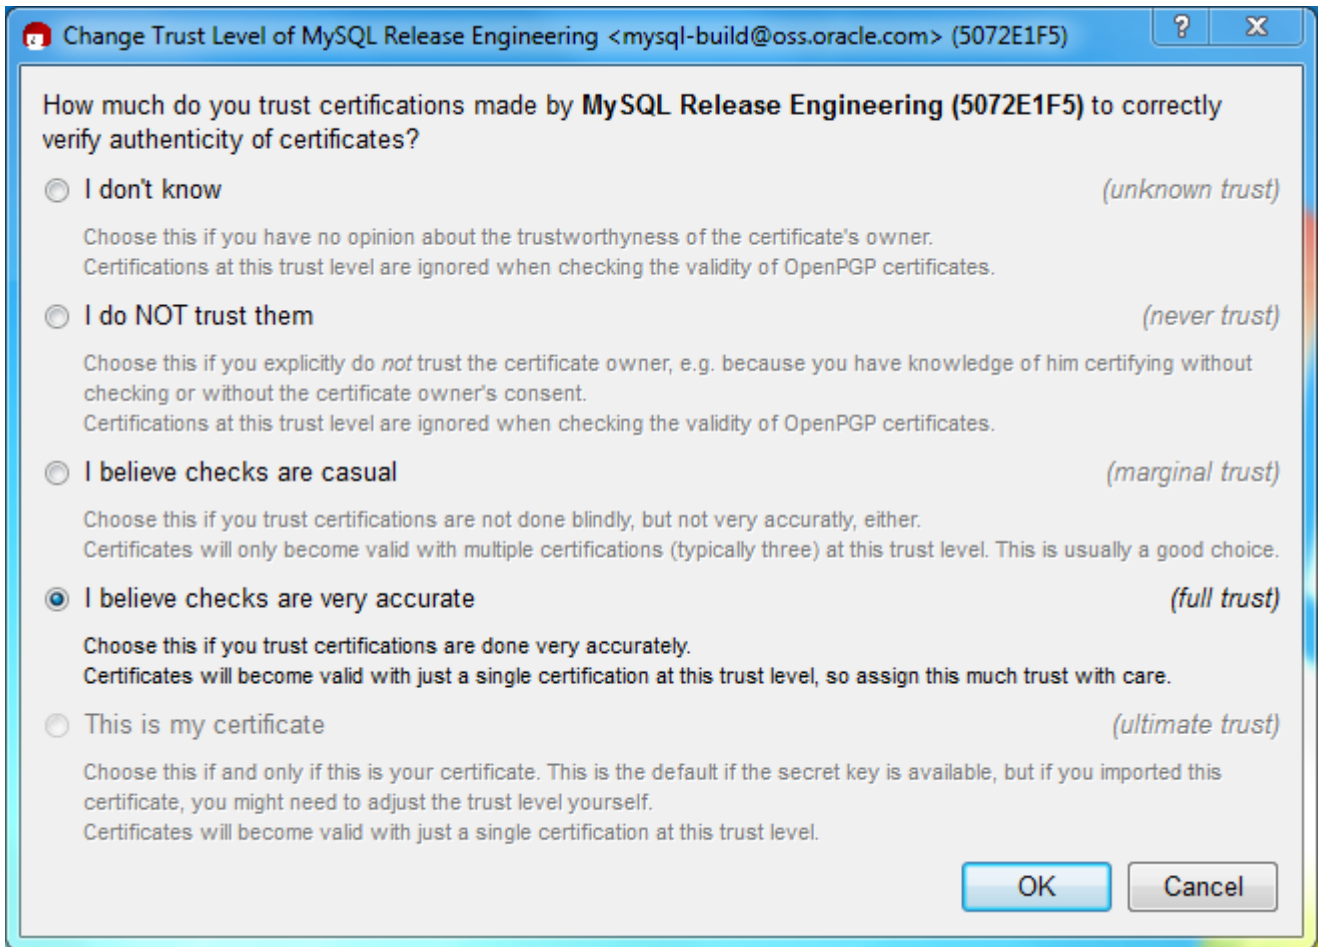 Change Trust Level of MySQL Release Engineering <mysql-build@oss.oracle.com> (5072E1F5)
How much do you trust certifications made by MySQL Release Engineering (5072E1F5) to correctly
verify authenticity of certificates?
I don't know (unknown trust)
Choose this if you have no opinion about the trustworthyness of the certificate's owner.
Certifications at this trust level are ignored when checking the validity of OpenPGP certificates.
I do NOT trust them (never trust)
Choose this if you explicitly do not trust the certificate owner, e.g. because you have knowledge of him certifying without
checking or without the certificate owner's consent.
Certifications at this trust level are ignored when checking the validity of OpenPGP certificates.
I believe checks are casual (marginal trust)
Choose this if you trust certifications are not done blindly, but not very accuratly, either.
Certificates will only become valid with multiple certifications (typically three) at this trust level. This is usually a good choice.
I believe checks are very accurate (full trust)
Choose this if you trust certifications are done very accurately.
Certificates will become valid with just a single certification at this trust level, so assign this much trust with care.
This is my certificate (ultimate trust)
Choose this if and only if this is your certificate. This is the default if the secret key is available, but if you imported this
certificate, you might need to adjust the trust level yourself.
Certificates will become valid with just a single certification at this trust level.
OK Cancel